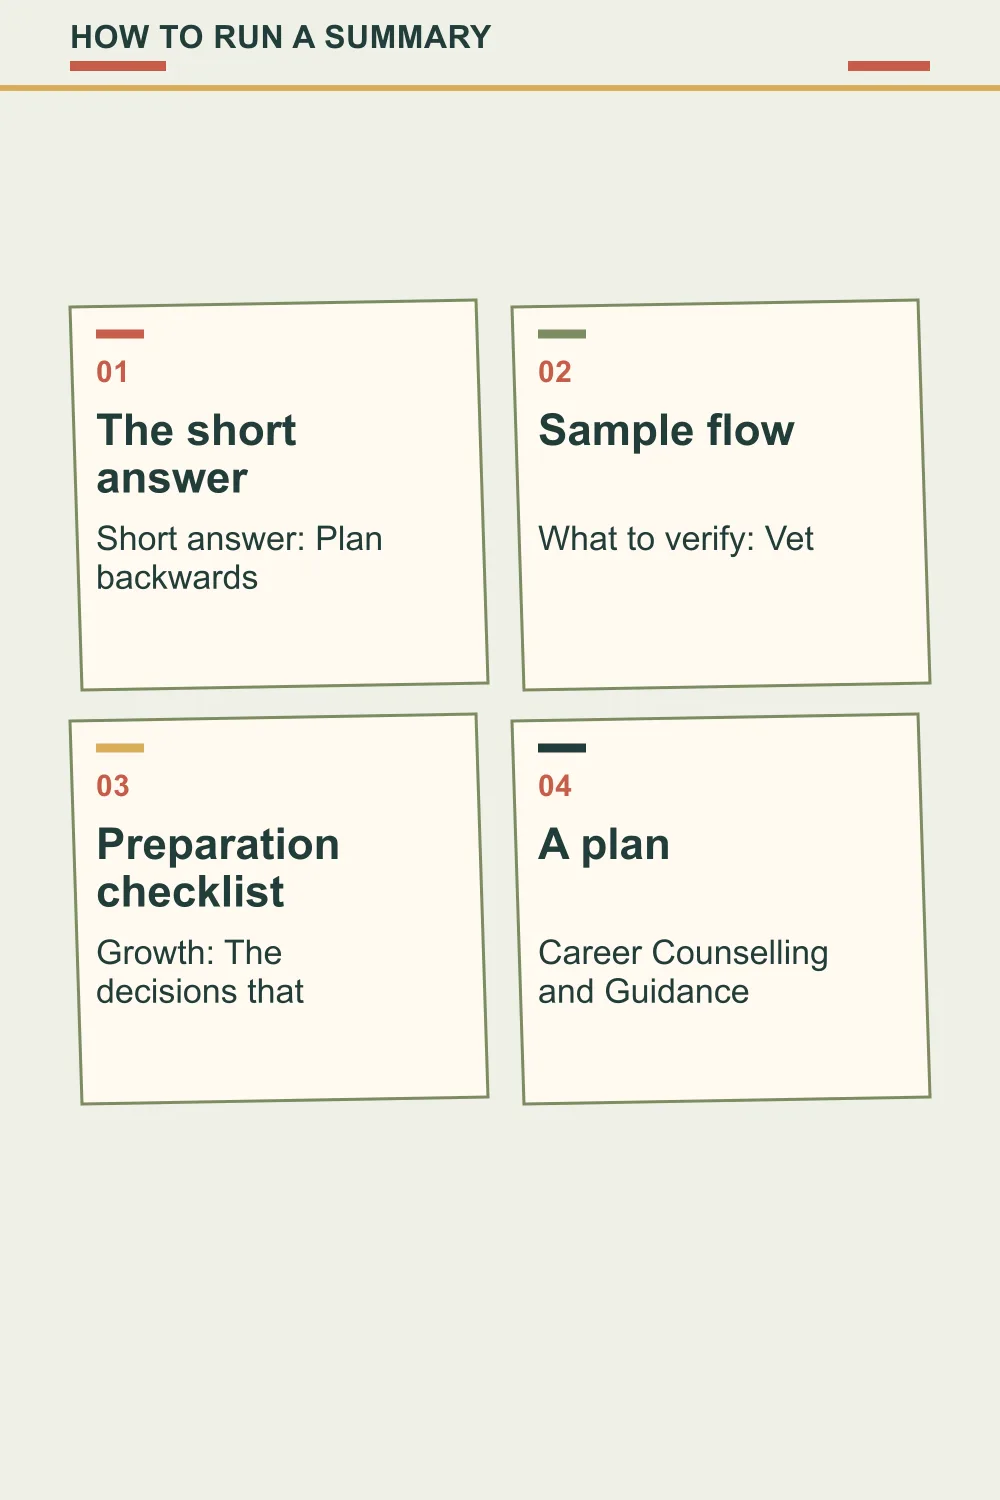 HOW TO RUN A SUMMARY
01
The short
answer
Short answer: Plan
backwards
02
Sample flow
What to verify: Vet
03
Preparation
checklist
Growth: The
decisions that
04
A plan
Career Counselling
and Guidance